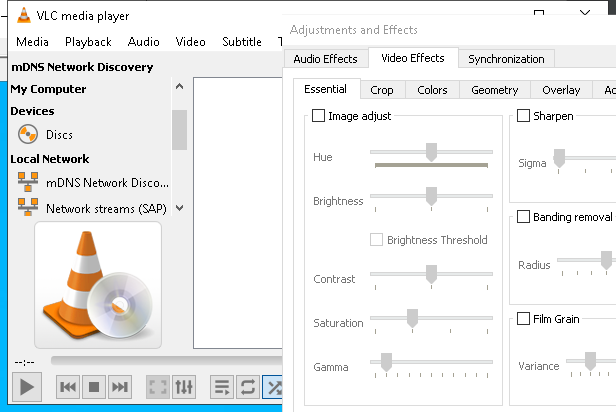 VLC media player
Media Playback Audio Video Subtitle
mDNS Network Discovery
My Computer
Devices
Discs
Local Network
mDNS Network Disco...
Network streams (SAP)
--:--
Adjustments and Effects
Audio Effects Video Effects Synchronization
Essential Crop Colors Geometry Overlay
Image adjust
Hue
Brightness
Brightness Threshold
Contrast
Saturation
Gamma
Sharpen
Sigma
Banding removal
Radius
Film Grain
Variance